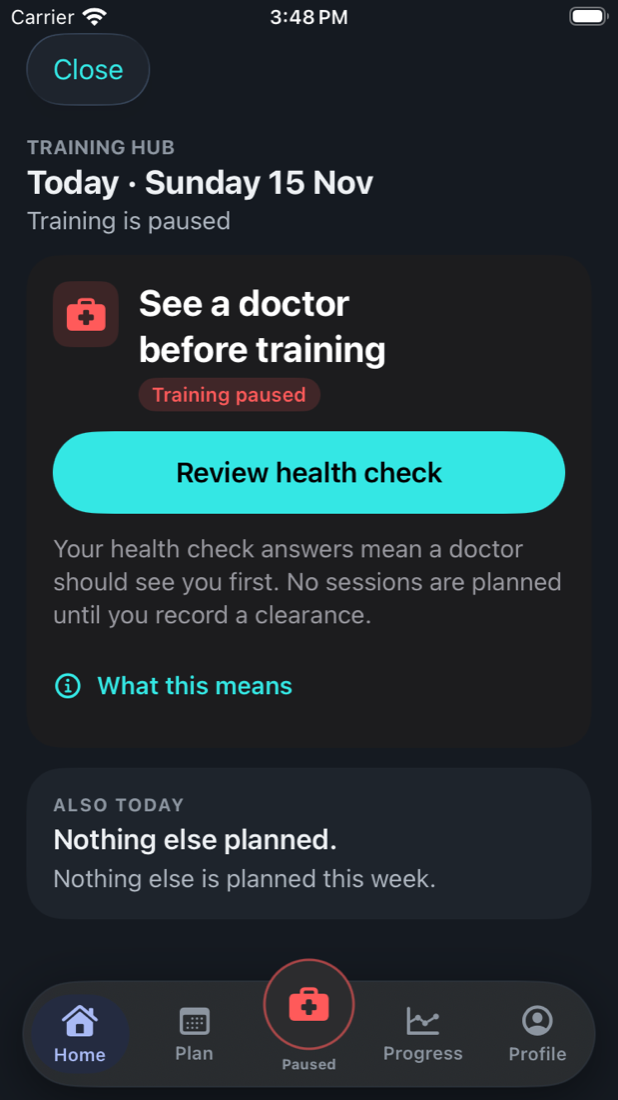 Carrier 3:48 PM
Close
TRAINING HUB
Today · Sunday 15 Nov
Training is paused
See a doctor
before training
Training paused
Review health check
Your health check answers mean a doctor
should see you first. No sessions are planned
until you record a clearance.
What this means
ALSO TODAY
Nothing else planned.
Nothing else is planned this week.
Home Plan Paused Progress Profile